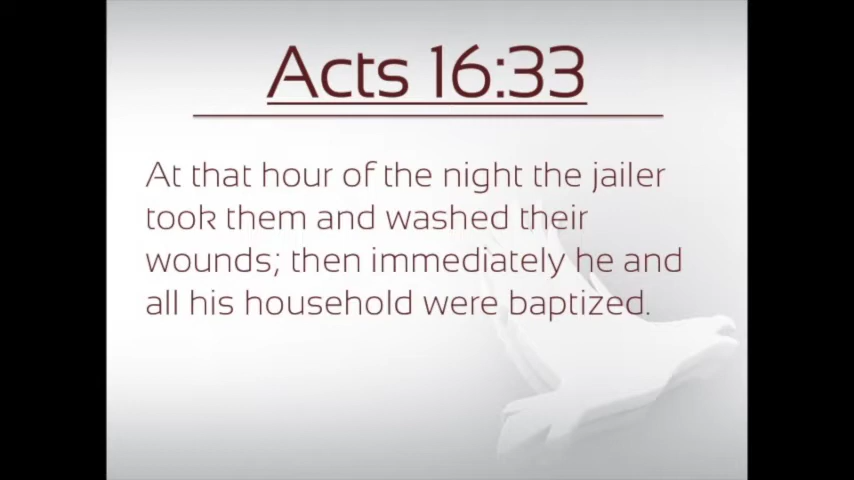 Acts 16:33
At that hour of the night the jailer
took them and washed their
wounds; then immediately he and
all his household were baptized.